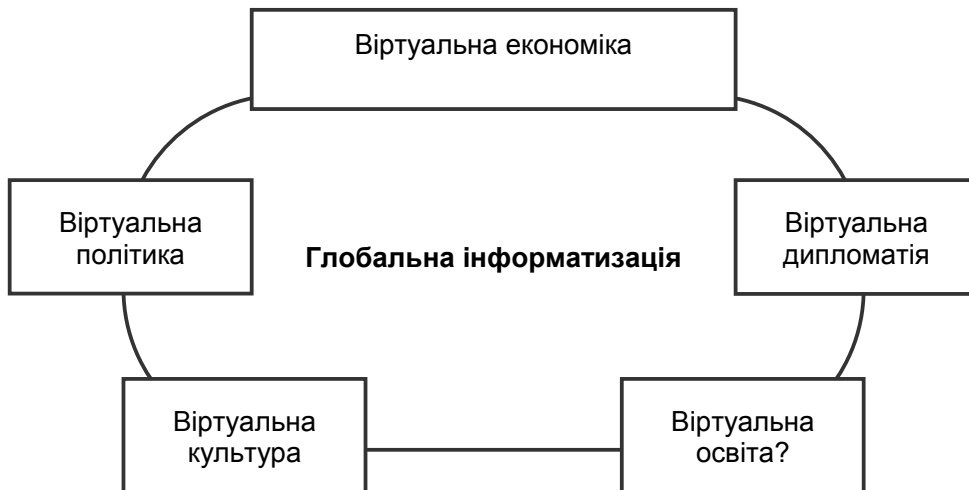 Віртуальна економіка
Віртуальна
політика
Глобальна інформатизація
Віртуальна
дипломатія
Віртуальна
культура
Віртуальна
освіта?